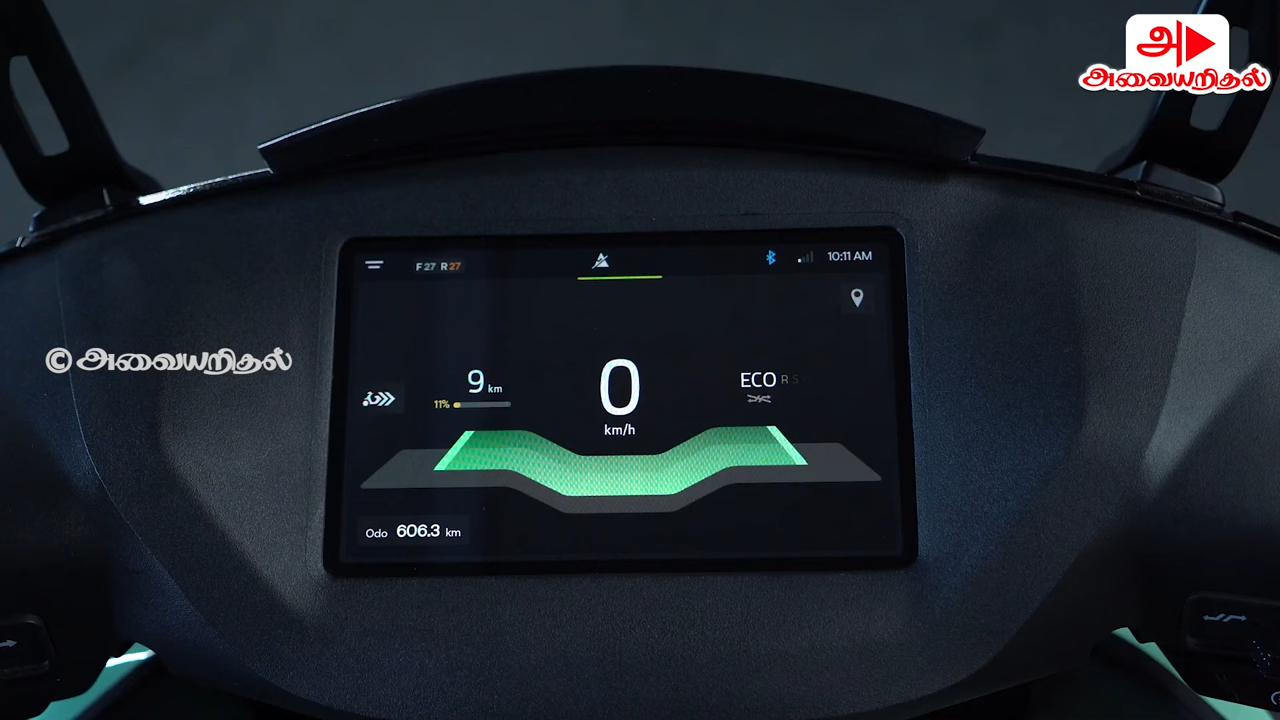 அ
அவையறிதல்
F 27 R 27
10:11 AM
© அவையறிதல்
9 km
11%
0
km/h
ECO R S
Odo 606.3 km